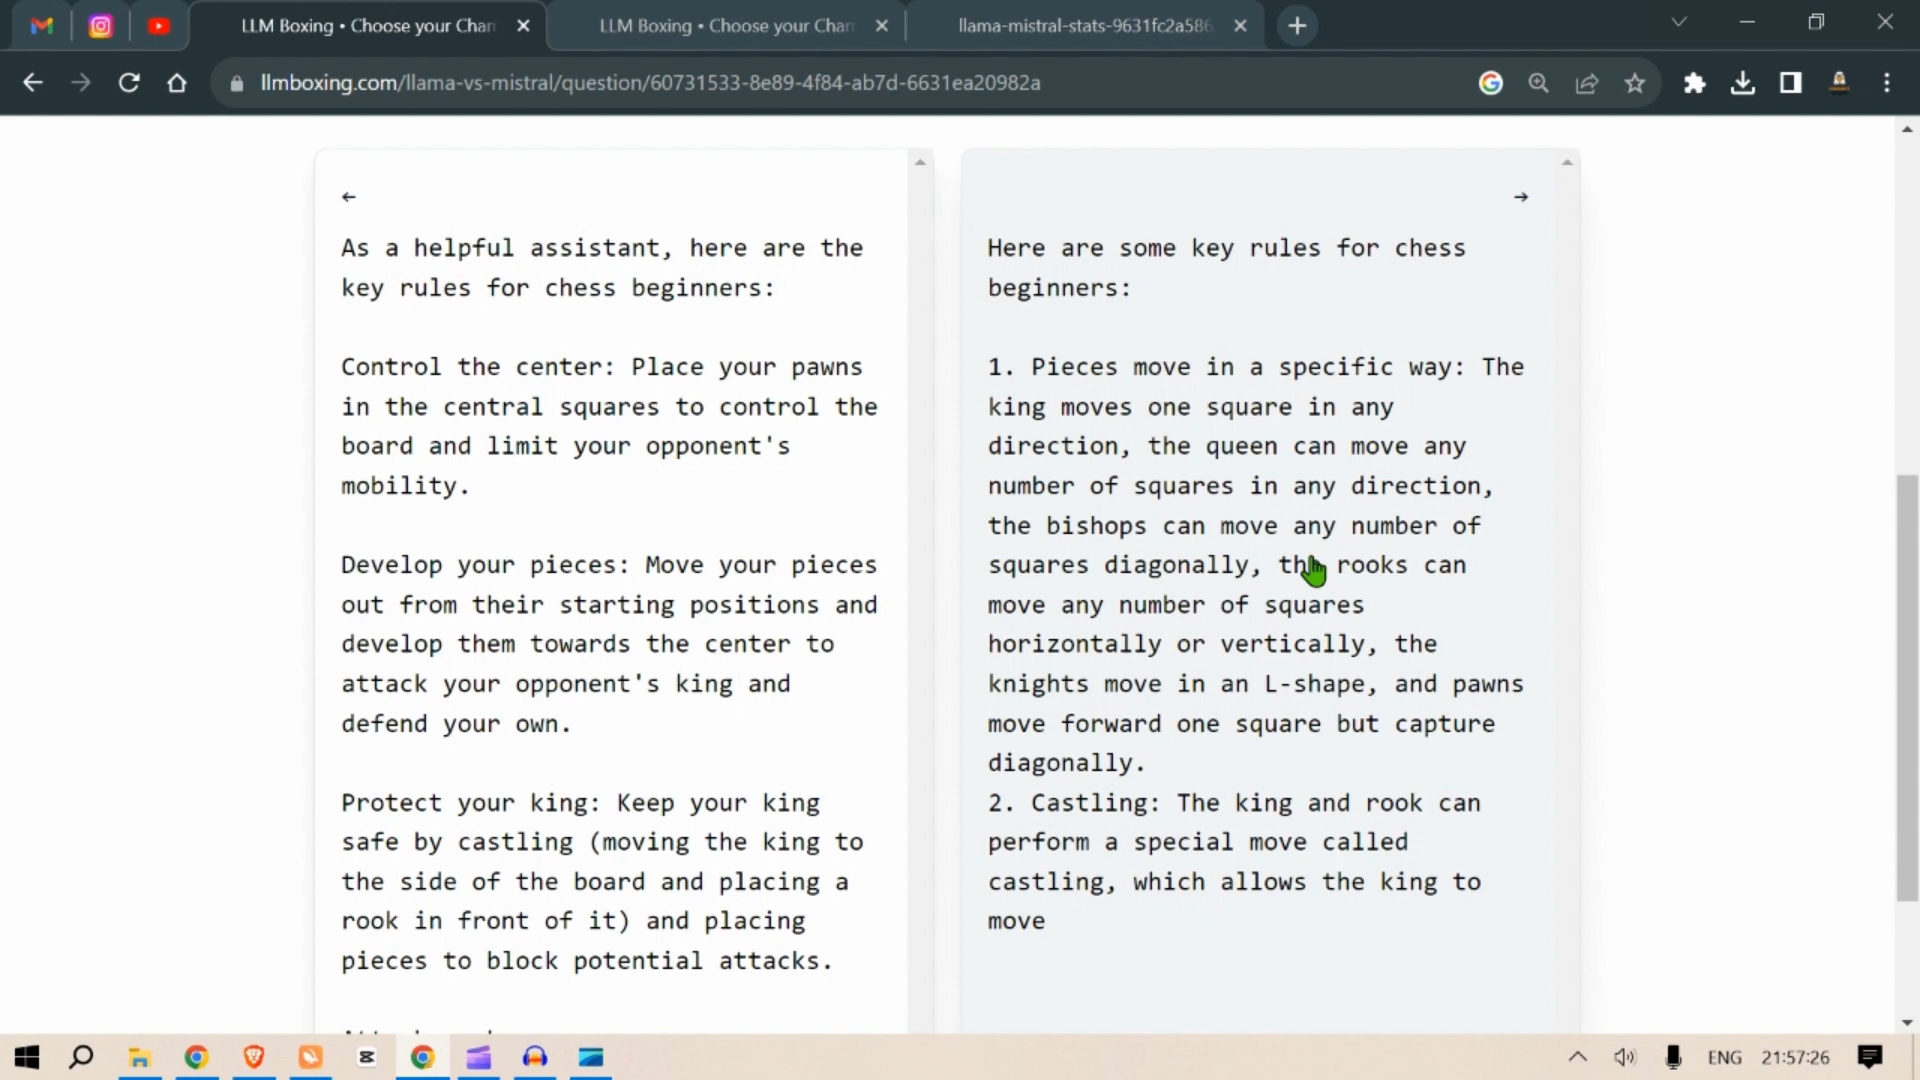 LLM Boxing • Choose your Chan
LLM Boxing • Choose your Chan
llama-mistral-stats-9631fc2a586
llmboxing.com/llama-vs-mistral/question/60731533-8e89-4f84-ab7d-6631ea20982a
As a helpful assistant, here are the
key rules for chess beginners:
Control the center: Place your pawns
in the central squares to control the
board and limit your opponent's
mobility.
Develop your pieces: Move your pieces
out from their starting positions and
develop them towards the center to
attack your opponent's king and
defend your own.
Protect your king: Keep your king
safe by castling (moving the king to
the side of the board and placing a
rook in front of it) and placing
pieces to block potential attacks.
Here are some key rules for chess
beginners:
1. Pieces move in a specific way: The
king moves one square in any
direction, the queen can move any
number of squares in any direction,
the bishops can move any number of
squares diagonally, the rooks can
move any number of squares
horizontally or vertically, the
knights move in an L-shape, and pawns
move forward one square but capture
diagonally.
2. Castling: The king and rook can
perform a special move called
castling, which allows the king to
move
ENG
21:57:26